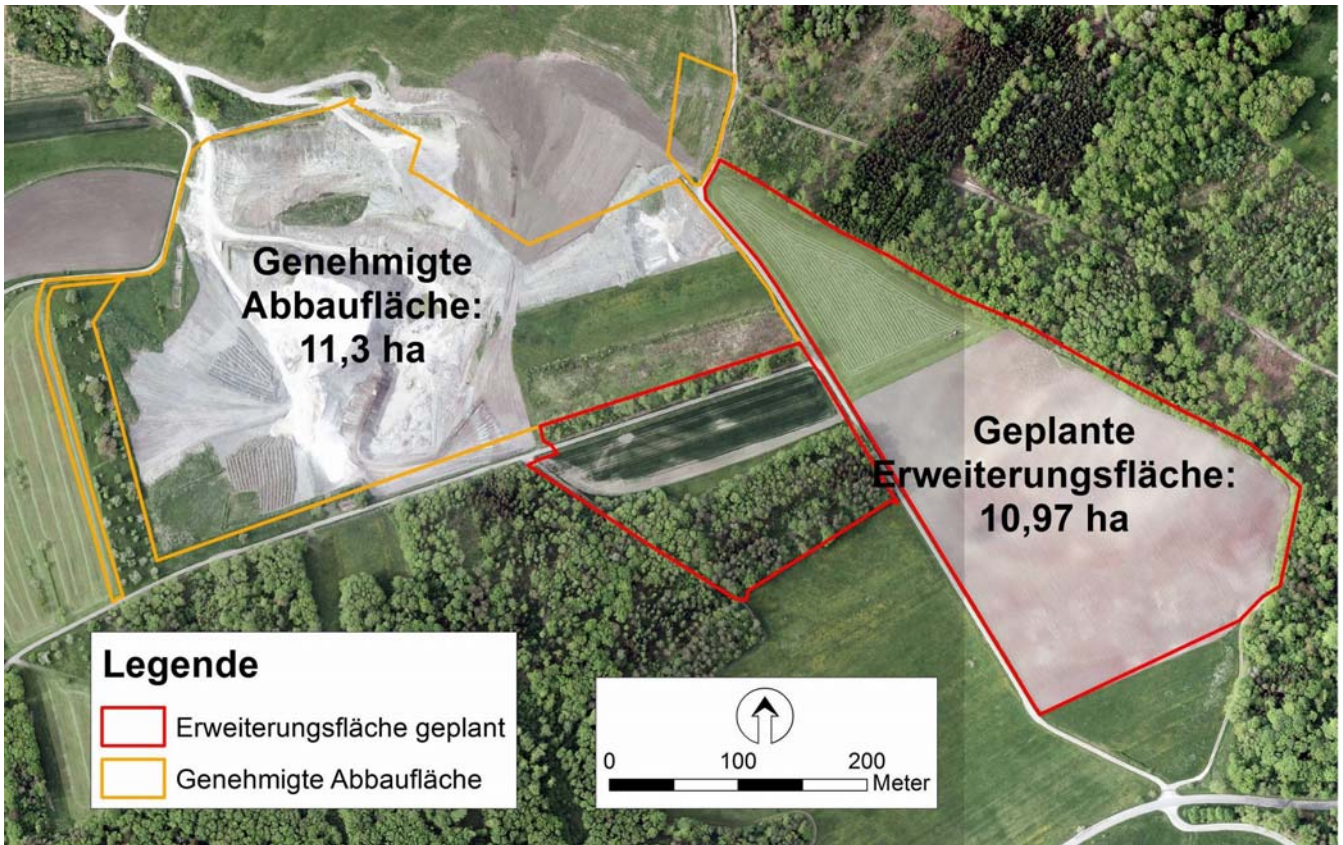 Genehmigte
Abbaufläche:
11,3 ha
Geplante
Erweiterungsfläche:
10,97 ha
Legende
Erweiterungsfläche geplant
Genehmigte Abbaufläche
0 100 200
Meter